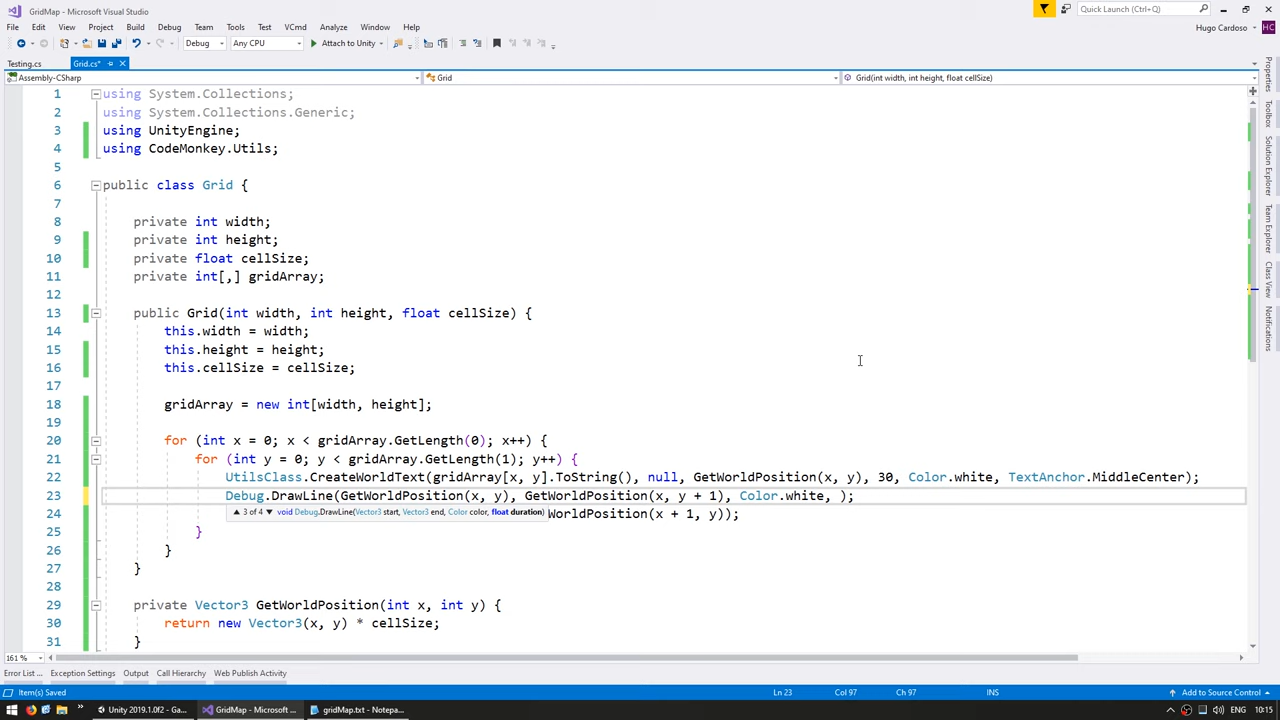 GridMap - Microsoft Visual Studio
Quick Launch (Ctrl+Q)
File Edit View Project Build Debug Team Tools Test VCmd Analyze Window Help
Hugo Cardoso HC
Debug Any CPU Attach to Unity
Testing.cs Grid.cs*
Assembly-CSharp Grid Grid(int width, int height, float cellSize)
1 using System.Collections;
2 using System.Collections.Generic;
3 using UnityEngine;
4 using CodeMonkey.Utils;
5
6 public class Grid {
7
8 private int width;
9 private int height;
10 private float cellSize;
11 private int[,] gridArray;
12
13 public Grid(int width, int height, float cellSize) {
14 this.width = width;
15 this.height = height;
16 this.cellSize = cellSize;
17
18 gridArray = new int[width, height];
19
20 for (int x = 0; x < gridArray.GetLength(0); x++) {
21 for (int y = 0; y < gridArray.GetLength(1); y++) {
22 UtilsClass.CreateWorldText(gridArray[x, y].ToString(), null, GetWorldPosition(x, y), 30, Color.white, TextAnchor.MiddleCenter);
23 Debug.DrawLine(GetWorldPosition(x, y), GetWorldPosition(x, y + 1), Color.white, );
▲ 3 of 4 ▼ void Debug.DrawLine(Vector3 start, Vector3 end, Color color, float duration)
24 WorldPosition(x + 1, y));
25 }
26 }
27 }
28
29 private Vector3 GetWorldPosition(int x, int y) {
30 return new Vector3(x, y) * cellSize;
31 }
161 %
Error List ... Exception Settings Output Call Hierarchy Web Publish Activity
Item(s) Saved Ln 23 Col 97 Ch 97 INS Add to Source Control
Unity 2019.1.0f2 - Ga... GridMap - Microsoft ... gridMap.txt - Notepa... ENG 10:15
Properties
Toolbox
Solution Explorer
Team Explorer
Class View
Notifications